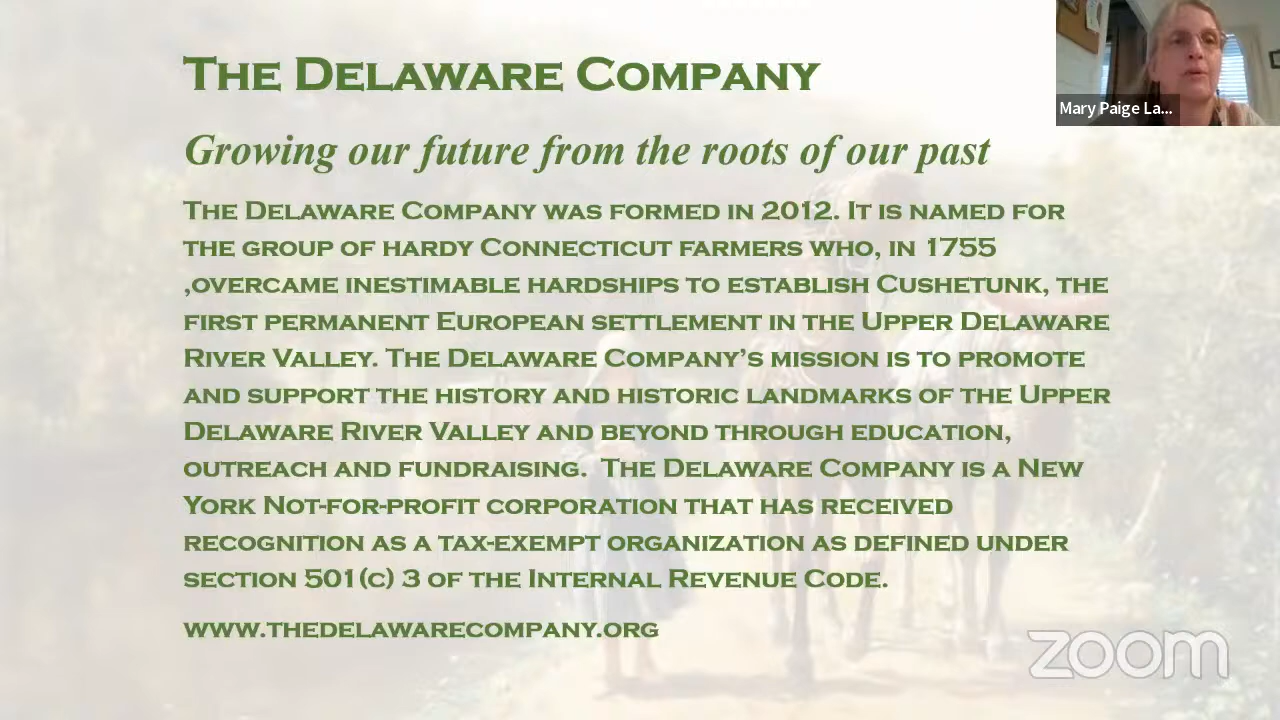 THE DELAWARE COMPANY
Growing our future from the roots of our past
THE DELAWARE COMPANY WAS FORMED IN 2012. IT IS NAMED FOR
THE GROUP OF HARDY CONNECTICUT FARMERS WHO, IN 1755
,OVERCAME INESTIMABLE HARDSHIPS TO ESTABLISH CUSHETUNK, THE
FIRST PERMANENT EUROPEAN SETTLEMENT IN THE UPPER DELAWARE
RIVER VALLEY. THE DELAWARE COMPANY’S MISSION IS TO PROMOTE
AND SUPPORT THE HISTORY AND HISTORIC LANDMARKS OF THE UPPER
DELAWARE RIVER VALLEY AND BEYOND THROUGH EDUCATION,
OUTREACH AND FUNDRAISING.  THE DELAWARE COMPANY IS A NEW
YORK NOT-FOR-PROFIT CORPORATION THAT HAS RECEIVED
RECOGNITION AS A TAX-EXEMPT ORGANIZATION AS DEFINED UNDER
SECTION 501(C) 3 OF THE INTERNAL REVENUE CODE.
WWW.THEDELAWARECOMPANY.ORG
Mary Paige La...
zoom